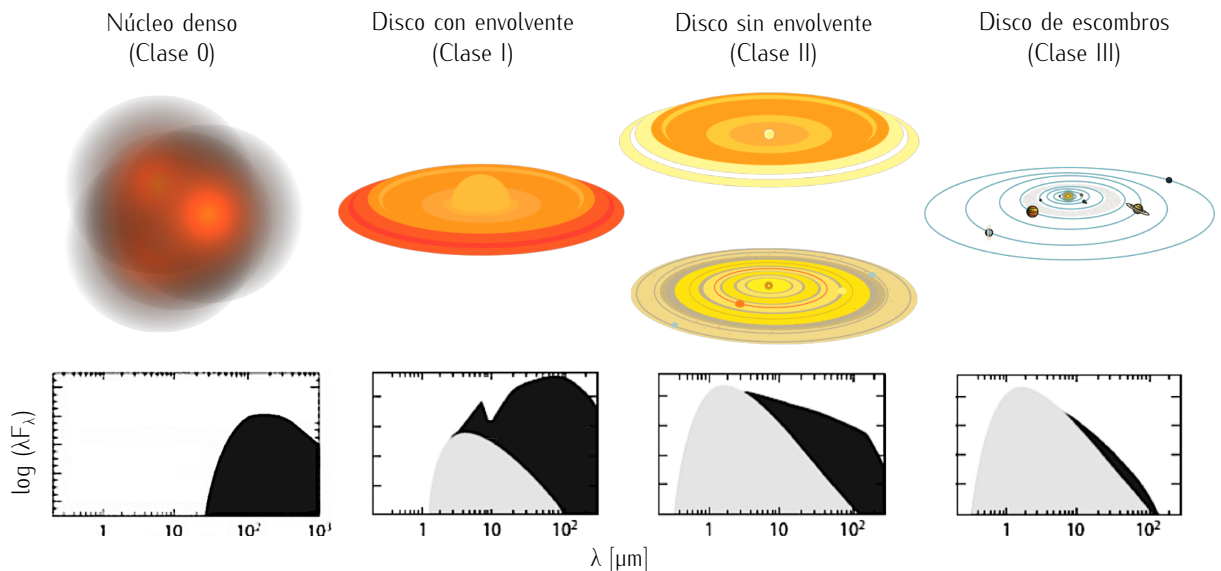 Núcleo denso
(Clase 0)
Disco con envolvente
(Clase I)
Disco sin envolvente
(Clase II)
Disco de escombros
(Clase III)
log (λF_λ)
1 10 10² 10³
1 10 10²
1 10 10²
1 10 10²
λ [μm]